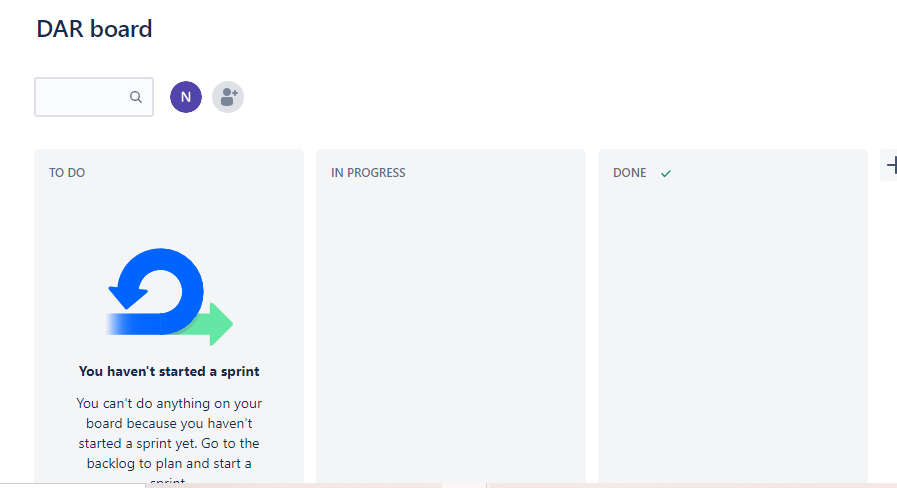 DAR board
N
TO DO
IN PROGRESS
DONE
You haven't started a sprint
You can't do anything on your
board because you haven't
started a sprint yet. Go to the
backlog to plan and start a
sprint.